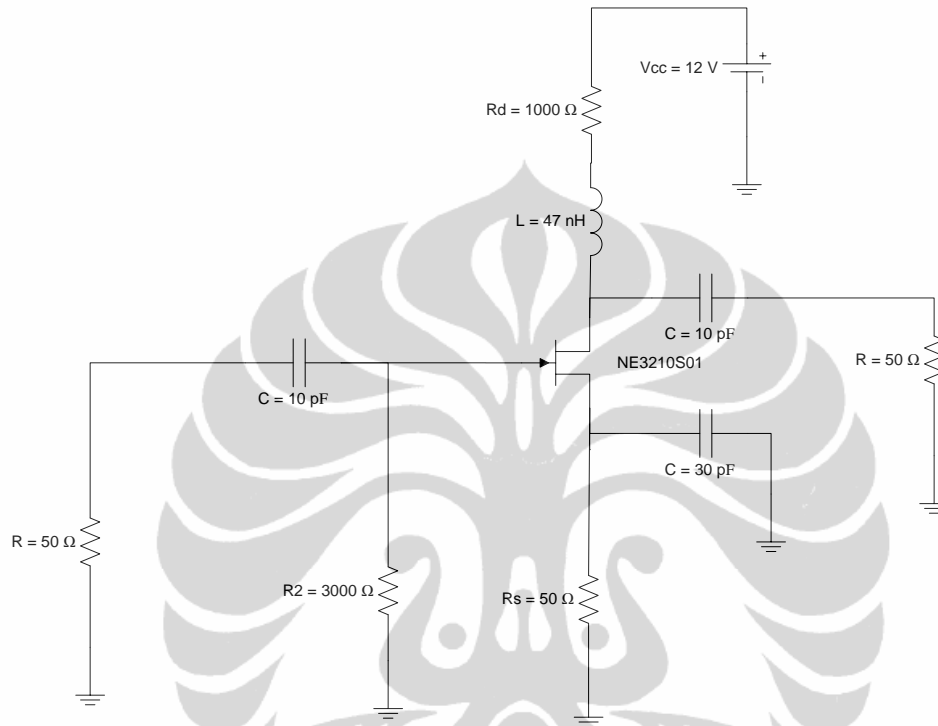 Vcc = 12 V
+
-
Rd = 1000 Ω
L = 47 nH
C = 10 pF
NE3210S01
R = 50 Ω
C = 10 pF
C = 30 pF
R = 50 Ω
R2 = 3000 Ω
Rs = 50 Ω